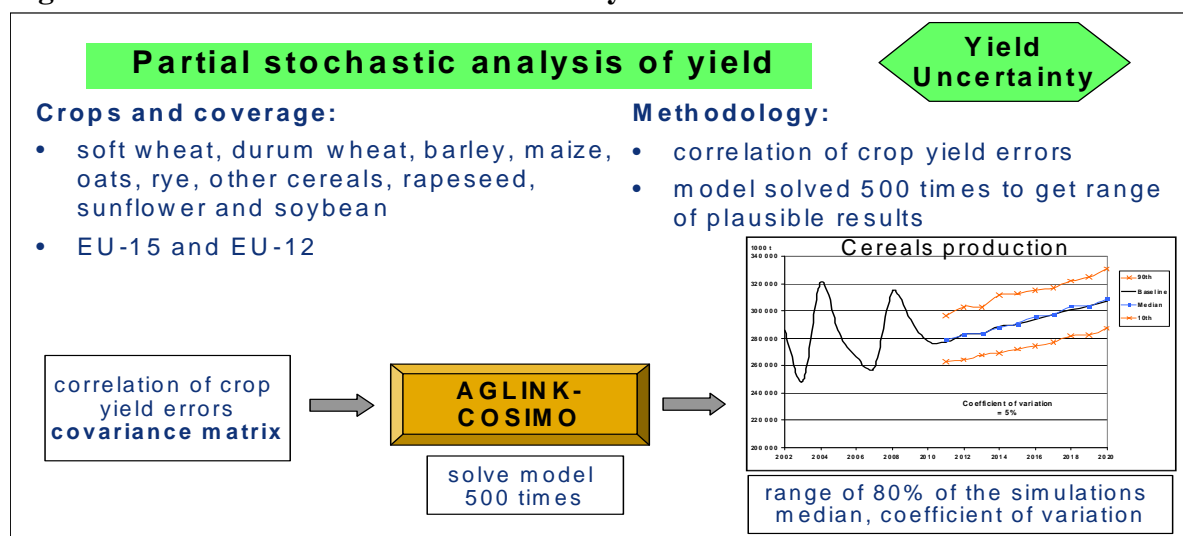 Partial stochastic analysis of yield
Yield
Uncertainty
Crops and coverage:
• soft wheat, durum wheat, barley, maize,
oats, rye, other cereals, rapeseed,
sunflower and soybean
• EU-15 and EU-12
Methodology:
• correlation of crop yield errors
• model solved 500 times to get range
of plausible results
Cereals production
1000 t
340 000
320 000
300 000
280 000
260 000
240 000
220 000
200 000
2002 2004 2006 2008 2010 2012 2014 2016 2018 2020
90th
Baseline
Median
10th
Coefficient of variation
= 5%
correlation of crop
yield errors
covariance matrix
AGLINK-
COSIMO
solve model
500 times
range of 80% of the simulations
median, coefficient of variation